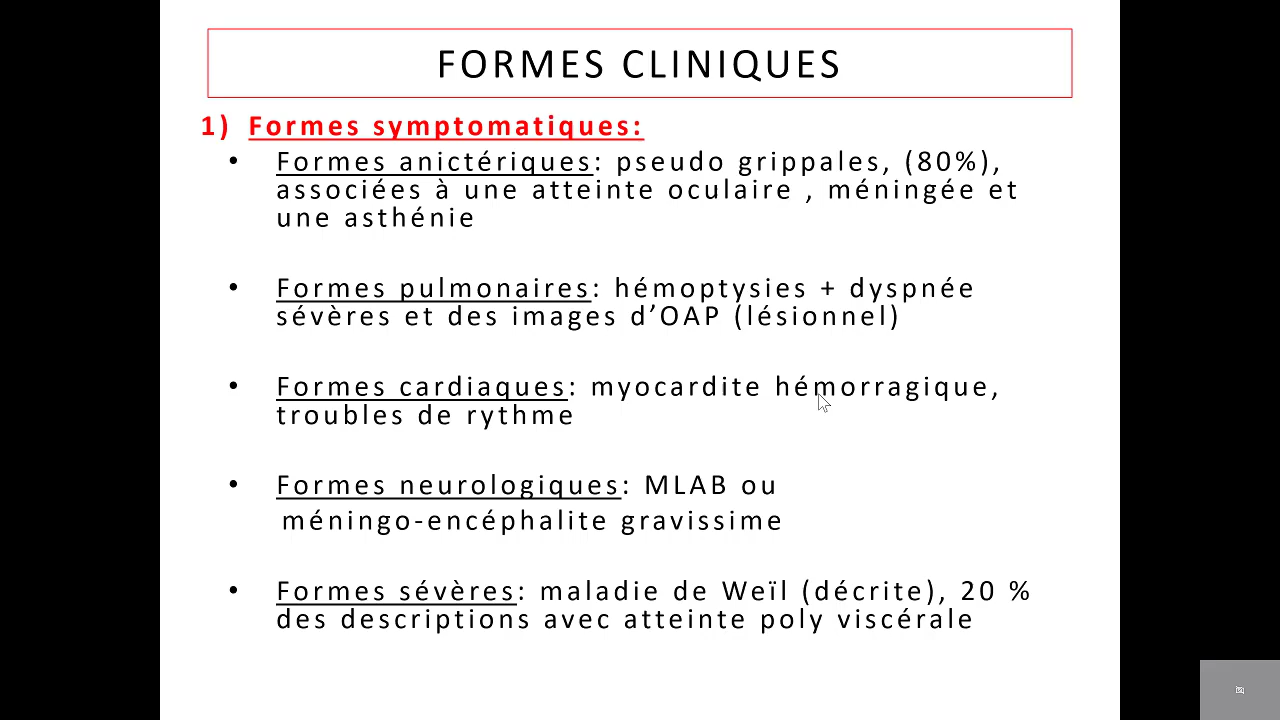 FORMES CLINIQUES
1) Formes symptomatiques:
• Formes anictériques: pseudo grippales, (80%),
associées à une atteinte oculaire , méningée et
une asthénie
• Formes pulmonaires: hémoptysies + dyspnée
sévères et des images d’OAP (lésionnel)
• Formes cardiaques: myocardite hémorragique,
troubles de rythme
• Formes neurologiques: MLAB ou
méningo-encéphalite gravissime
• Formes sévères: maladie de Weïl (décrite), 20 %
des descriptions avec atteinte poly viscérale